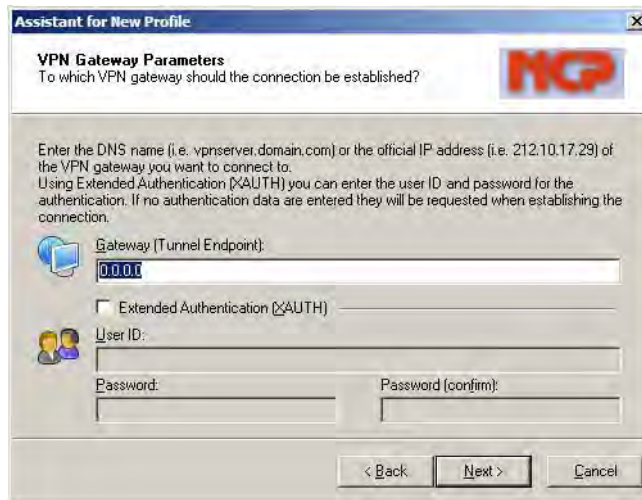 Assistant for New Profile
VPN Gateway Parameters
To which VPN gateway should the connection be established?
NCP
Enter the DNS name (i.e. vpnserver.domain.com) or the official IP address (i.e. 212.10.17.29) of
the VPN gateway you want to connect to.
Using Extended Authentication (XAUTH) you can enter the user ID and password for the
authentication. If no authentication data are entered they will be requested when establishing the
connection.
Gateway (Tunnel Endpoint):
0.0.0.0
Extended Authentication (XAUTH)
User ID:
Password: Password (confirm):
< Back Next > Cancel